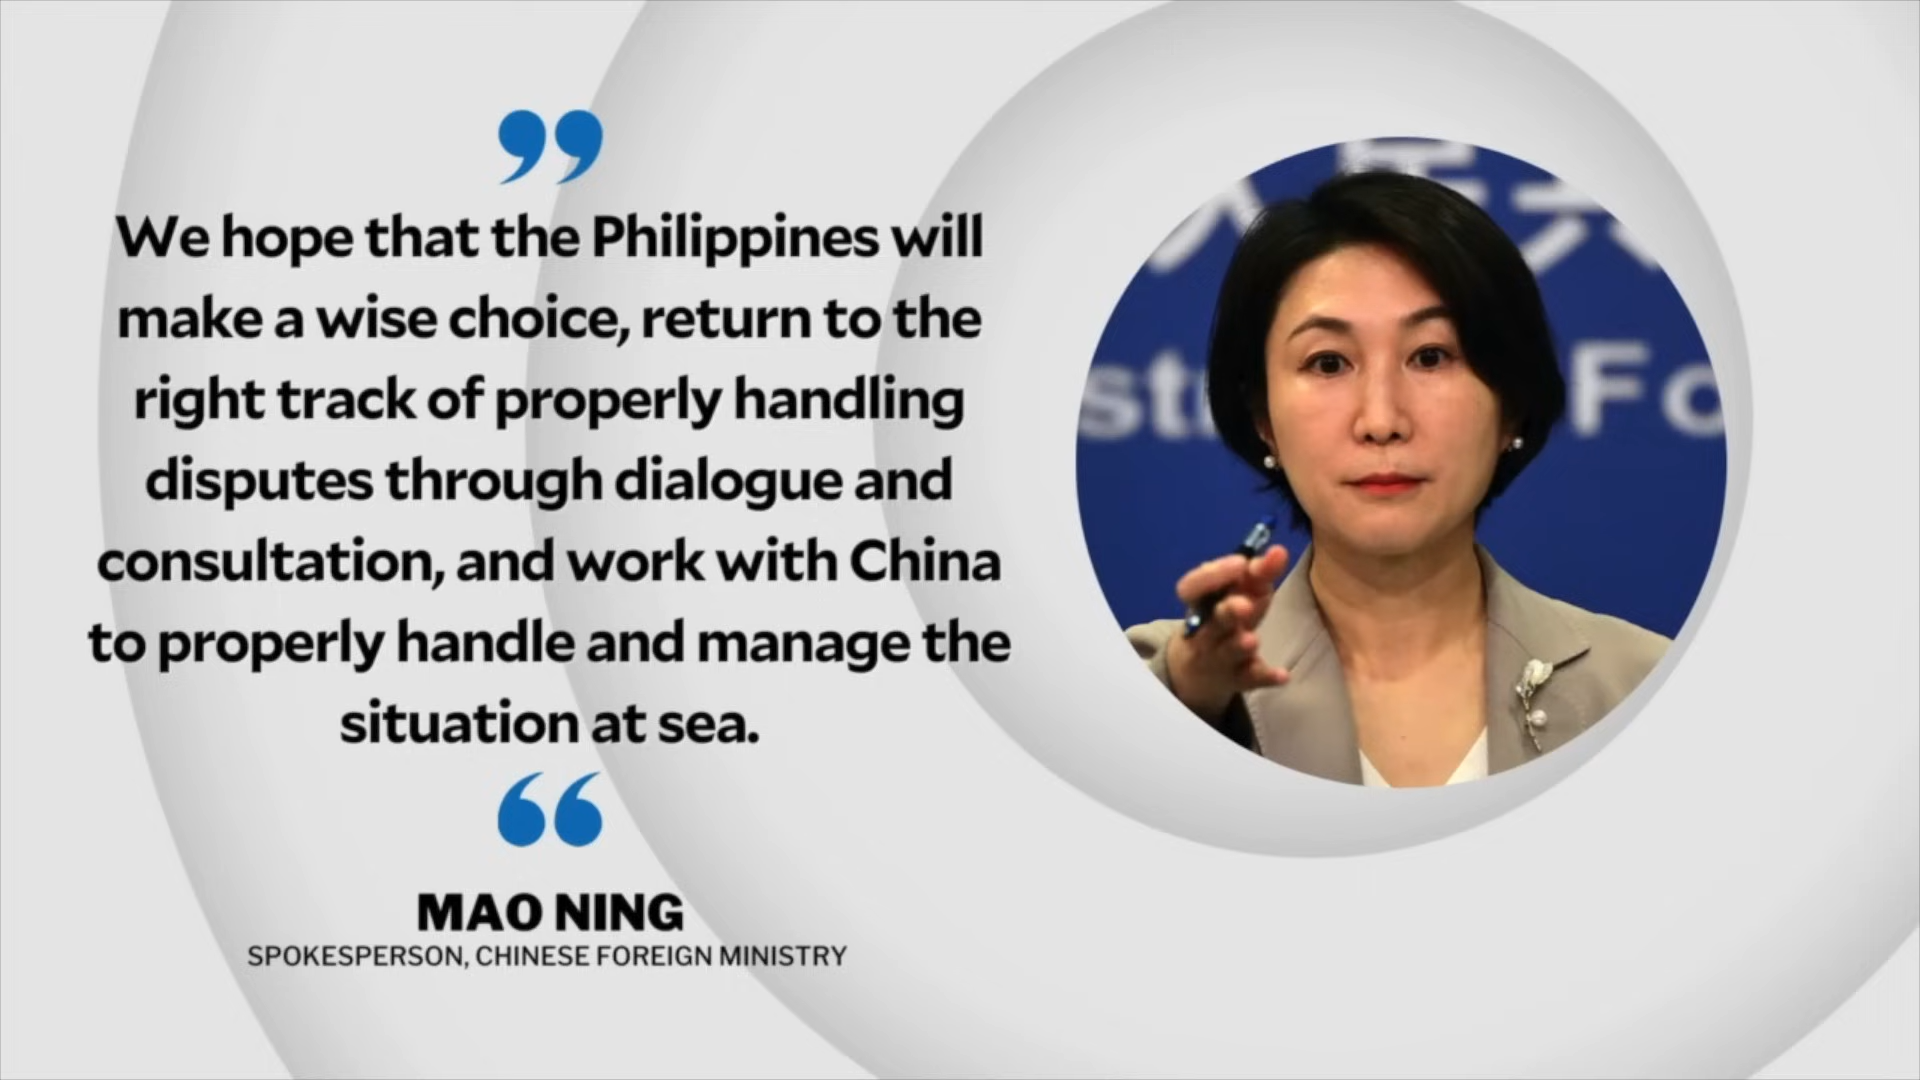 ”
We hope that the Philippines will
make a wise choice, return to the
right track of properly handling
disputes through dialogue and
consultation, and work with China
to properly handle and manage the
situation at sea.
“
MAO NING
SPOKESPERSON, CHINESE FOREIGN MINISTRY
st
Fo